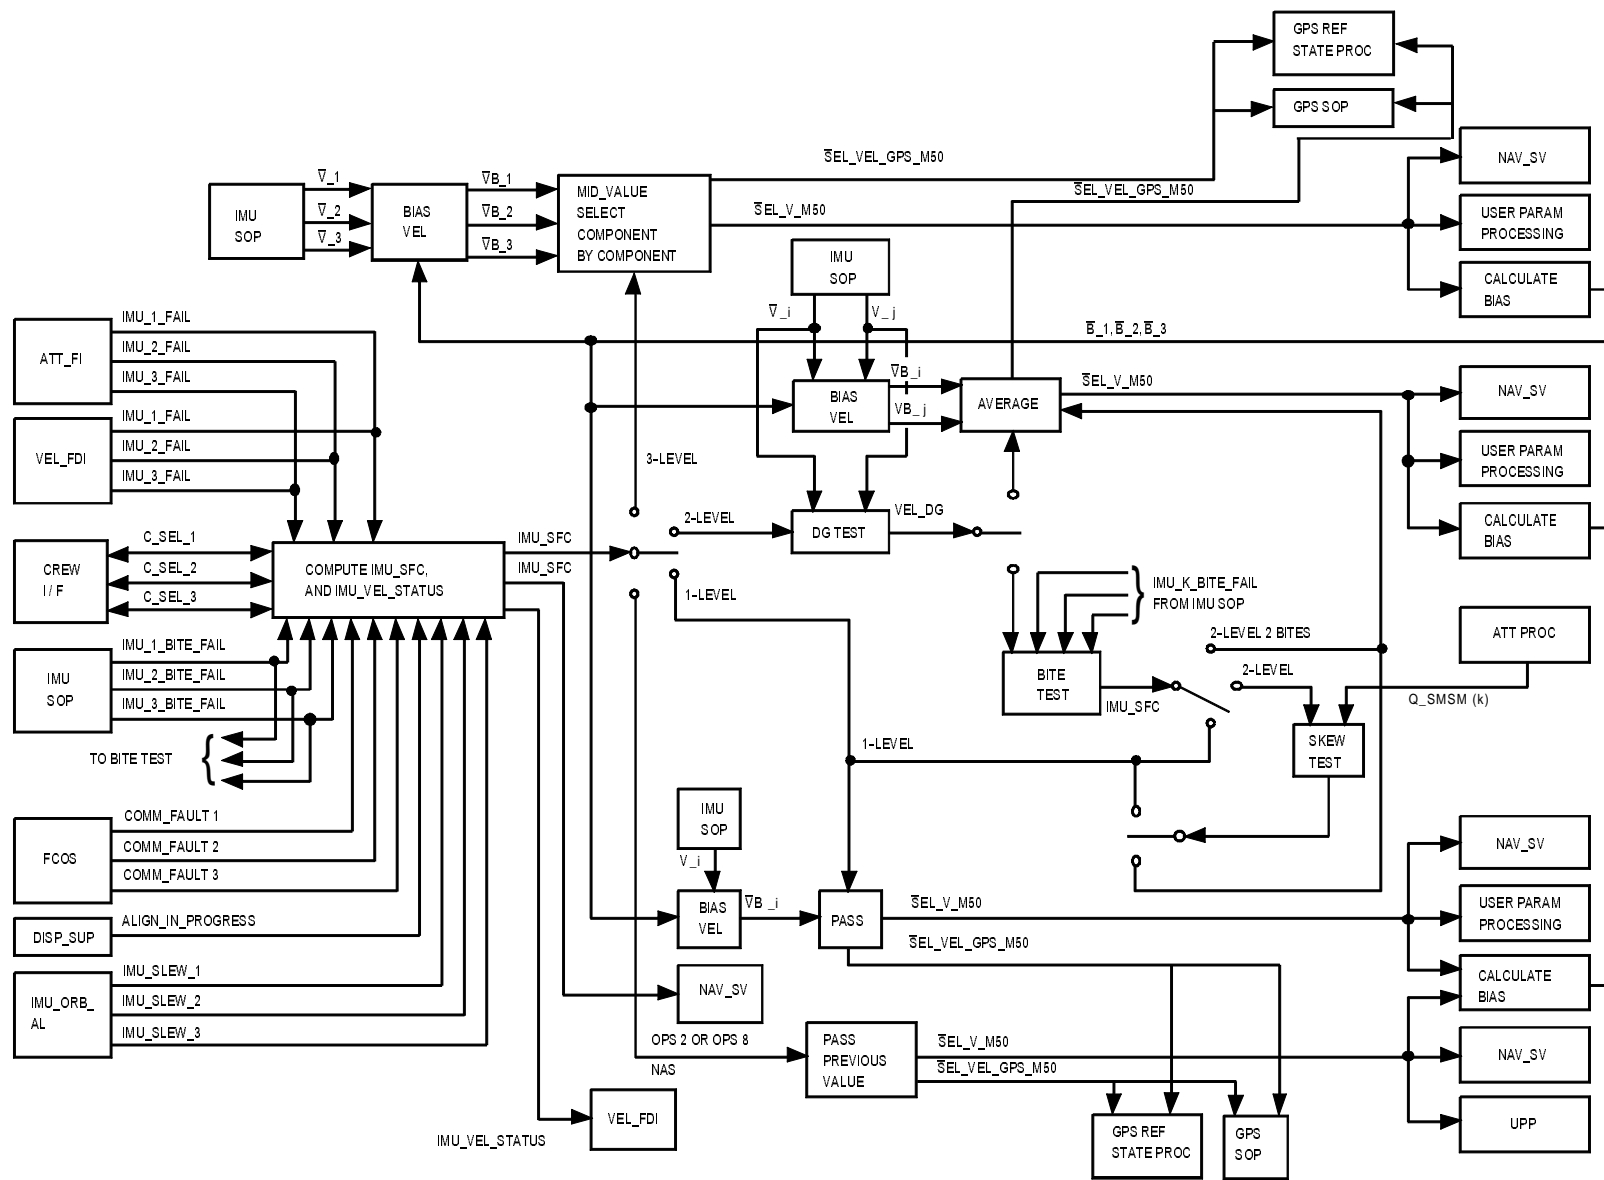 GPS REF
STATE PROC
GPS SOP
S̅EL_VEL_GPS_M50
NAV_SV
V̅_1
V̅B_1
MID_VALUE
SELECT
COMPONENT
BY COMPONENT
S̅EL_VEL_GPS_M50
IMU
SOP
V̅_2
BIAS
VEL
V̅B_2
S̅EL_V_M50
USER PARAM
PROCESSING
V̅_3
V̅B_3
IMU
SOP
CALCULATE
BIAS
V̅_i
V_j
ATT_FI
IMU_1_FAIL
IMU_2_FAIL
IMU_3_FAIL
B̅_1, B̅_2, B̅_3
V̅B_i
BIAS
VEL
VB_j
AVERAGE
S̅EL_V_M50
NAV_SV
VEL_FDI
IMU_1_FAIL
IMU_2_FAIL
IMU_3_FAIL
3-LEVEL
USER PARAM
PROCESSING
2-LEVEL
DG TEST
VEL_DG
CALCULATE
BIAS
CREW
I / F
C_SEL_1
C_SEL_2
C_SEL_3
COMPUTE IMU_SFC,
AND IMU_VEL_STATUS
IMU_SFC
IMU_SFC
1-LEVEL
IMU_K_BITE_FAIL
FROM IMU SOP
2-LEVEL 2 BITES
ATT PROC
IMU
SOP
IMU_1_BITE_FAIL
IMU_2_BITE_FAIL
IMU_3_BITE_FAIL
BITE
TEST
IMU_SFC
2-LEVEL
Q_SMSM (k)
TO BITE TEST
1-LEVEL
SKEW
TEST
FCOS
COMM_FAULT 1
COMM_FAULT 2
COMM_FAULT 3
IMU
SOP
V_i
NAV_SV
DISP_SUP
ALIGN_IN_PROGRESS
BIAS
VEL
V̅B_i
PASS
S̅EL_V_M50
S̅EL_VEL_GPS_M50
USER PARAM
PROCESSING
IMU_ORB_
AL
IMU_SLEW_1
IMU_SLEW_2
IMU_SLEW_3
NAV_SV
CALCULATE
BIAS
OPS 2 OR OPS 8
NAS
PASS
PREVIOUS
VALUE
S̅EL_V_M50
S̅EL_VEL_GPS_M50
NAV_SV
IMU_VEL_STATUS
VEL_FDI
GPS REF
STATE PROC
GPS
SOP
UPP